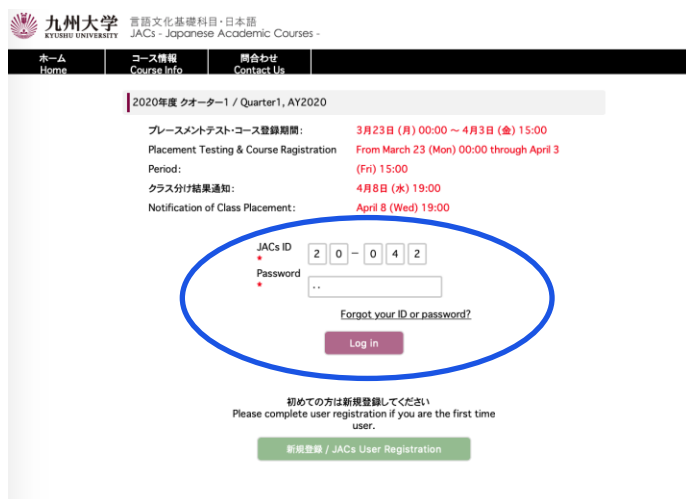 九州大学 言語文化基礎科目・日本語
KYUSHU UNIVERSITY JACs - Japanese Academic Courses -
ホーム コース情報 問合わせ
Home Course Info Contact Us
2020年度 クオーター1 / Quarter1, AY2020
プレースメントテスト・コース登録期間: 3月23日 (月) 00:00 ~ 4月3日 (金) 15:00
Placement Testing & Course Ragistration From March 23 (Mon) 00:00 through April 3
Period: (Fri) 15:00
クラス分け結果通知: 4月8日 (水) 19:00
Notification of Class Placement: April 8 (Wed) 19:00
JACs ID
* 2 0 - 0 4 2
Password
* ··
Forgot your ID or password?
Log in
初めての方は新規登録してください
Please complete user registration if you are the first time
user.
新規登録 / JACs User Registration